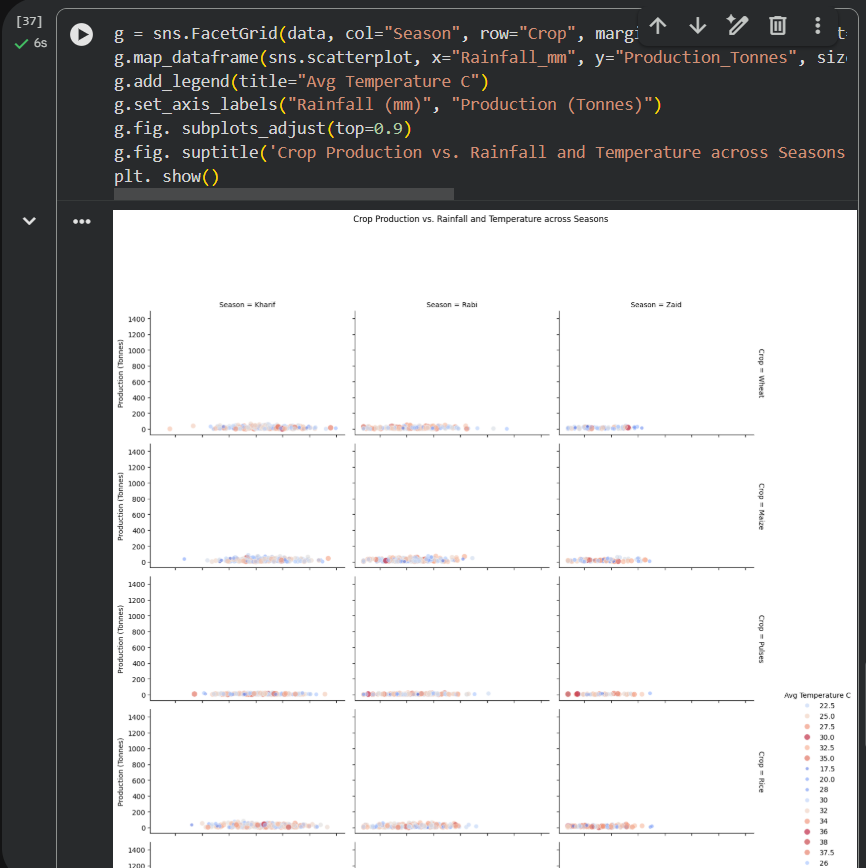 [37]
6s
g = sns.FacetGrid(data, col="Season", row="Crop", margi
g.map_dataframe(sns.scatterplot, x="Rainfall_mm", y="Production_Tonnes", siz
g.add_legend(title="Avg Temperature C")
g.set_axis_labels("Rainfall (mm)", "Production (Tonnes)")
g.fig. subplots_adjust(top=0.9)
g.fig. suptitle('Crop Production vs. Rainfall and Temperature across Seasons
plt. show()
Crop Production vs. Rainfall and Temperature across Seasons
Season = Kharif
Season = Rabi
Season = Zaid
1400
1200
1000
800
600
400
200
0
Production (Tonnes)
Crop = Wheat
1400
1200
1000
800
600
400
200
0
Production (Tonnes)
Crop = Maize
1400
1200
1000
800
600
400
200
0
Production (Tonnes)
Crop = Pulses
1400
1200
1000
800
600
400
200
0
Production (Tonnes)
Crop = Rice
1400
1200
Avg Temperature C
22.5
25.0
27.5
30.0
32.5
35.0
17.5
20.0
28
30
32
34
36
38
37.5
26